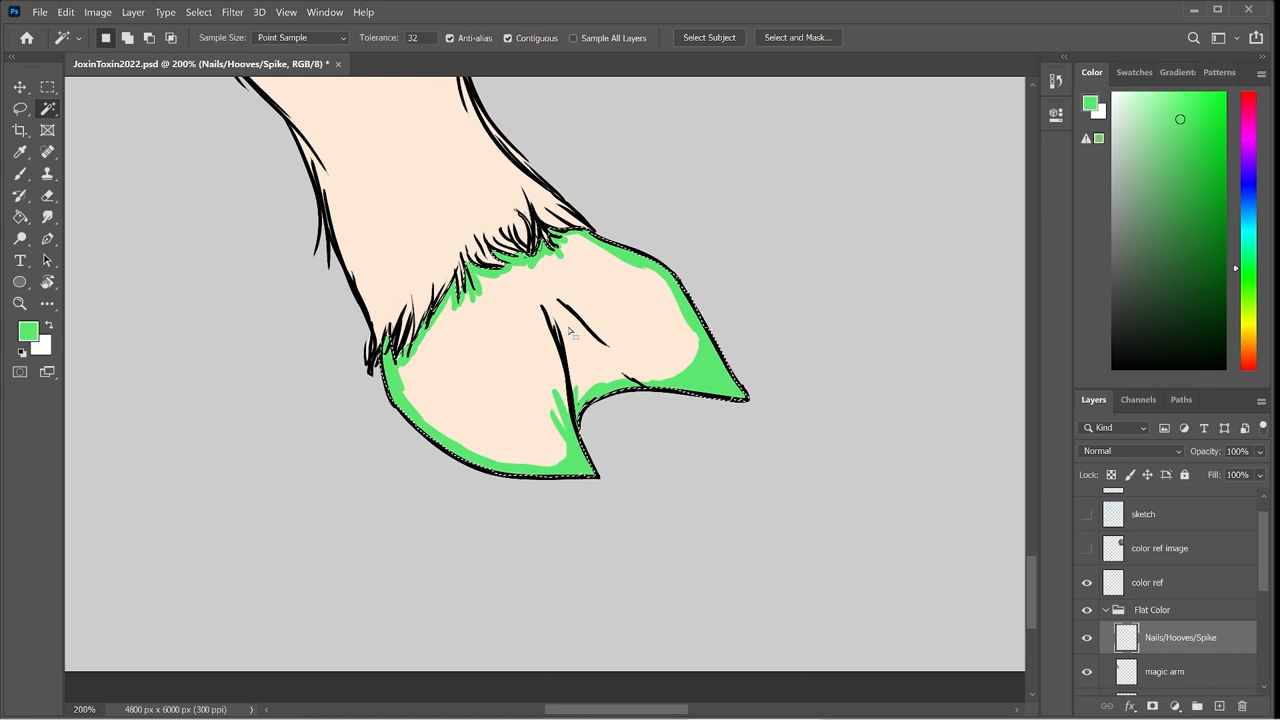 Ps File Edit Image Layer Type Select Filter 3D View Window Help
Sample Size: Point Sample Tolerance: 32 Anti-alias Contiguous Sample All Layers Select Subject Select and Mask...
JoxinToxin2022.psd @ 200% (Nails/Hooves/Spike, RGB/8) *
Color Swatches Gradient: Patterns
Layers Channels Paths
Kind
Normal Opacity: 100%
Lock: Fill: 100%
sketch
color ref image
color ref
Flat Color
Nails/Hooves/Spike
magic arm
200% 4800 px x 6000 px (300 ppi)